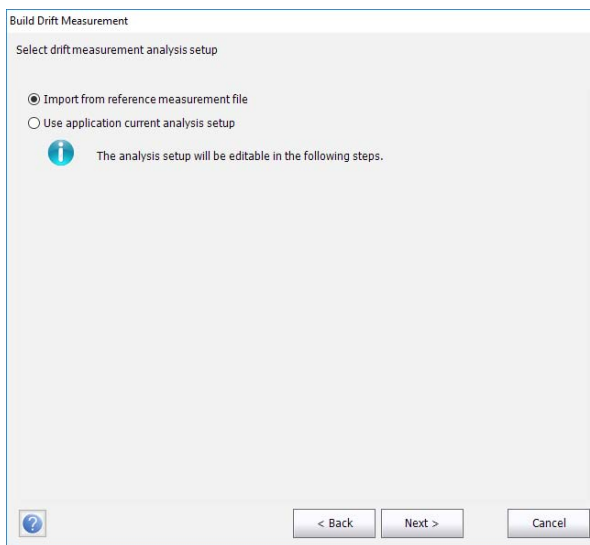 Build Drift Measurement
Select drift measurement analysis setup
Import from reference measurement file
Use application current analysis setup
The analysis setup will be editable in the following steps.
< Back Next > Cancel